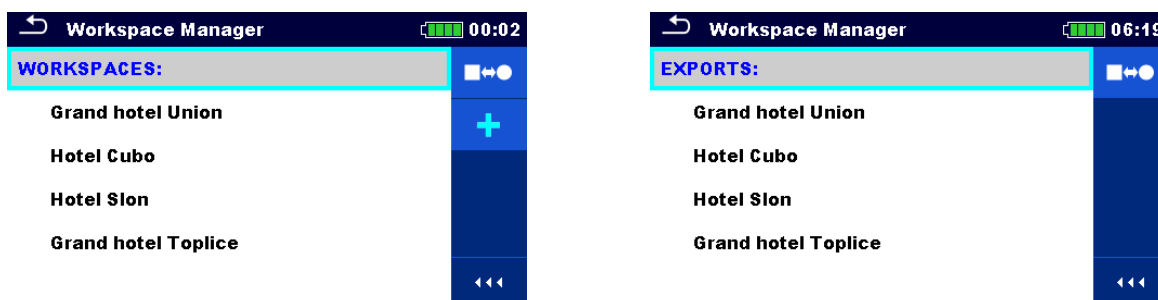 Workspace Manager 00:02
WORKSPACES:
Grand hotel Union
Hotel Cubo
Hotel Slon
Grand hotel Toplice
Workspace Manager 06:19
EXPORTS:
Grand hotel Union
Hotel Cubo
Hotel Slon
Grand hotel Toplice